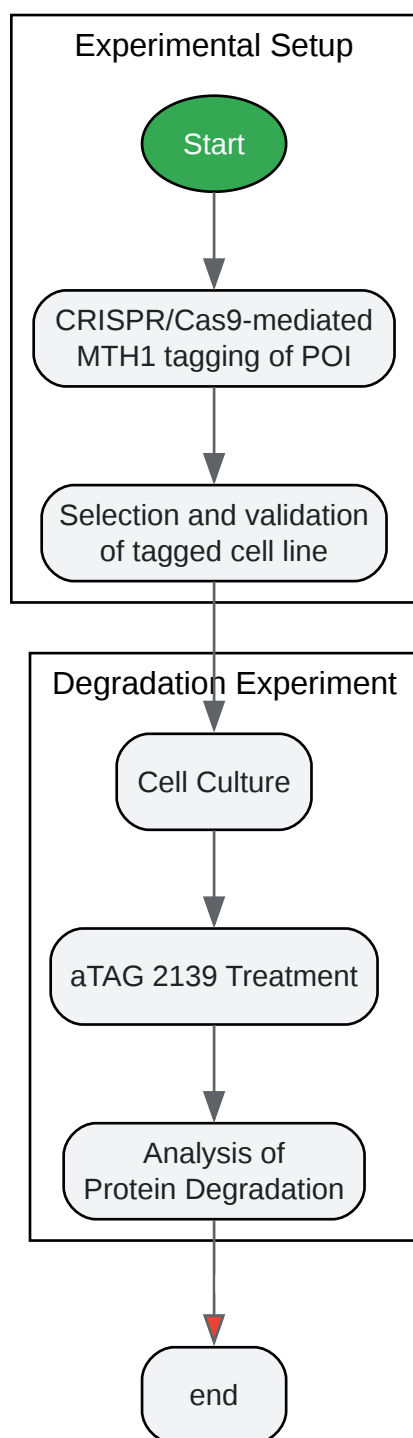 Experimental Setup
Start
CRISPR/Cas9-mediated
MTH1 tagging of POI
Selection and validation
of tagged cell line
Degradation Experiment
Cell Culture
aTAG 2139 Treatment
Analysis of
Protein Degradation
end